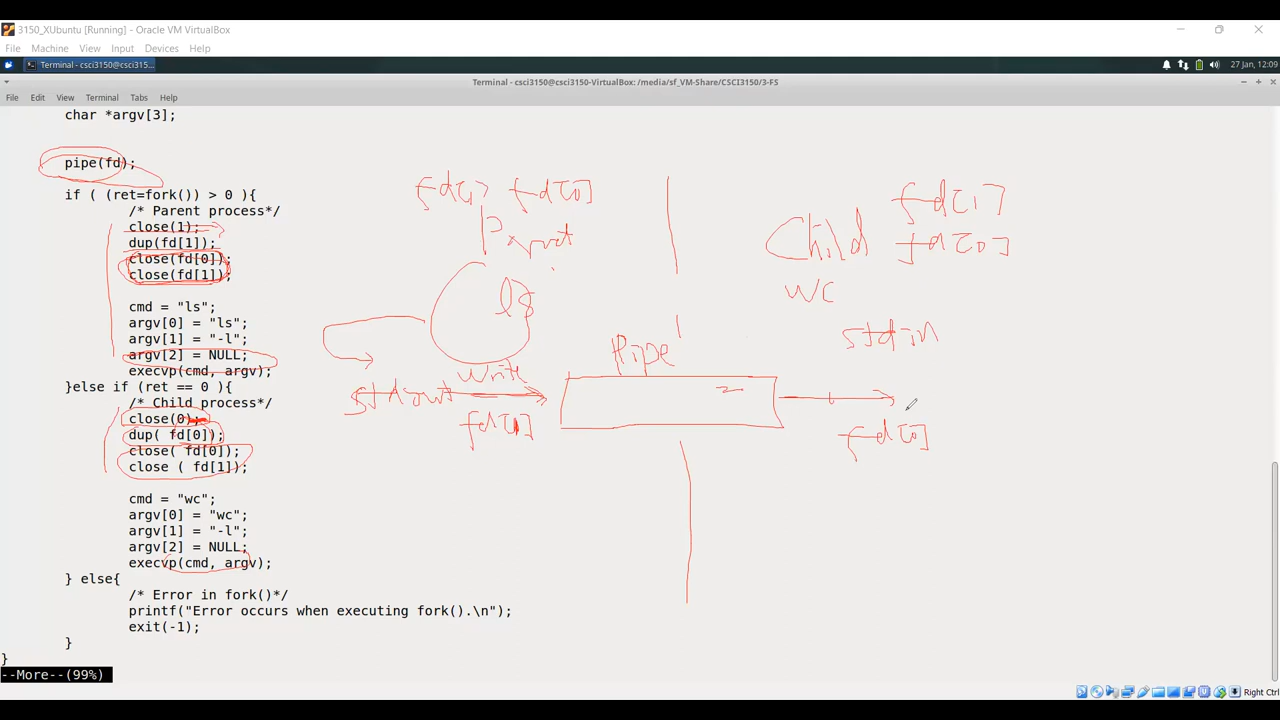 3150_XUbuntu [Running] - Oracle VM VirtualBox
File Machine View Input Devices Help
Terminal - csci3150@csci315...
27 Jan, 12:09
Terminal - csci3150@csci3150-VirtualBox: /media/sf_VM-Share/CSCI3150/3-FS
File Edit View Terminal Tabs Help
char *argv[3];
pipe(fd);
if ( (ret=fork()) > 0 ){
/* Parent process*/
close(1);
dup(fd[1]);
close(fd[0]);
close(fd[1]);
cmd = "ls";
argv[0] = "ls";
argv[1] = "-l";
argv[2] = NULL;
execvp(cmd, argv);
}else if (ret == 0 ){
/* Child process*/
close(0);
dup( fd[0]);
close( fd[0]);
close ( fd[1]);
cmd = "wc";
argv[0] = "wc";
argv[1] = "-l";
argv[2] = NULL;
execvp(cmd, argv);
} else{
/* Error in fork()*/
printf("Error occurs when executing fork().\n");
exit(-1);
}
}
--More--(99%)
fd[1] fd[0]
Parent
ls
stdout
Write
fd[1]
Pipe
Child
fd[1]
fd[0]
WC
stdin
fd[0]
Right Ctrl